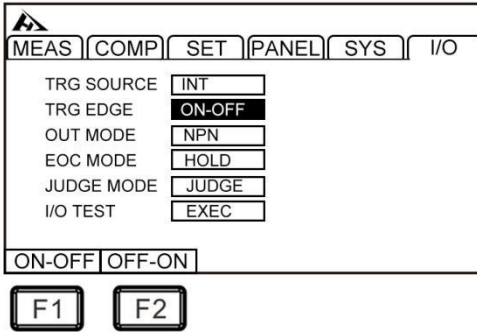 MEAS COMP SET PANEL SYS I/O
TRG SOURCE INT
TRG EDGE ON-OFF
OUT MODE NPN
EOC MODE HOLD
JUDGE MODE JUDGE
I/O TEST EXEC
ON-OFF OFF-ON
F1 F2